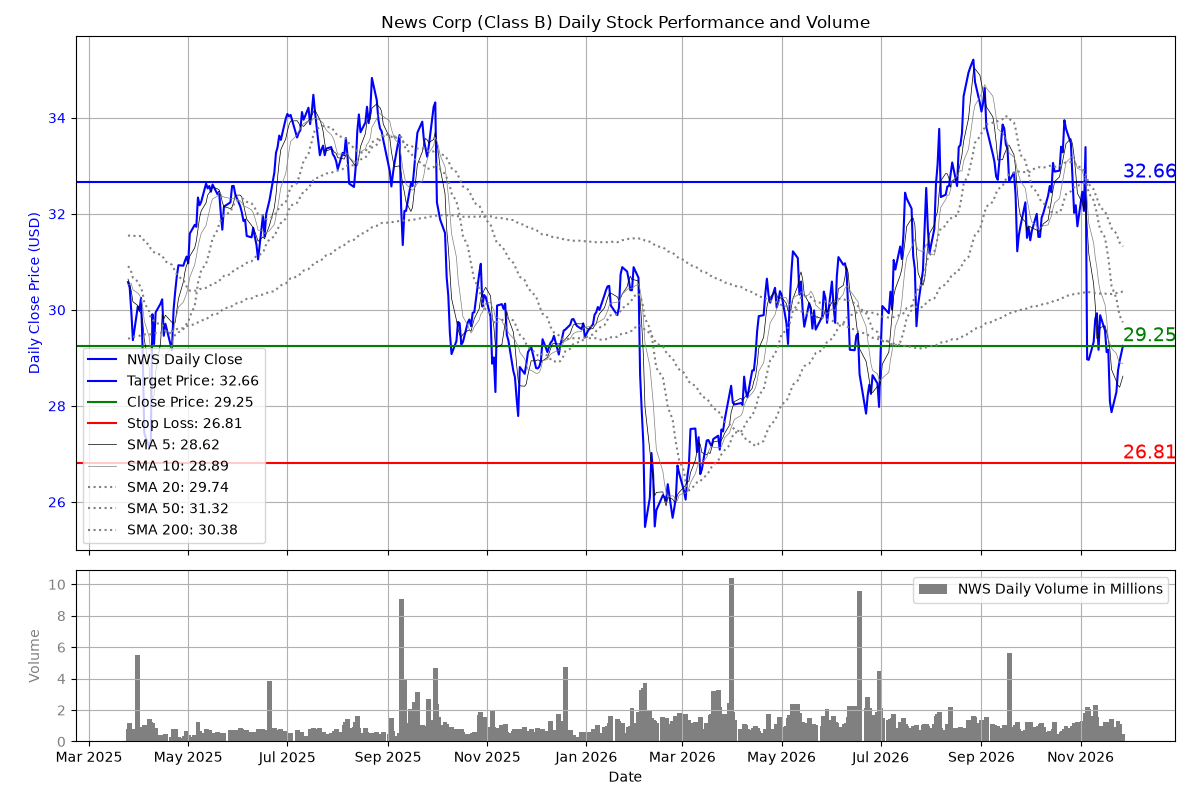 News Corp (Class B) Daily Stock Performance and Volume
Daily Close Price (USD)
34
32
30
28
26
32.66
29.25
26.81
NWS Daily Close
Target Price: 32.66
Close Price: 29.25
Stop Loss: 26.81
SMA 5: 28.62
SMA 10: 28.89
SMA 20: 29.74
SMA 50: 31.32
SMA 200: 30.38
Volume
10
8
6
4
2
0
NWS Daily Volume in Millions
Mar 2025 May 2025 Jul 2025 Sep 2025 Nov 2025 Jan 2026 Mar 2026 May 2026 Jul 2026 Sep 2026 Nov 2026
Date